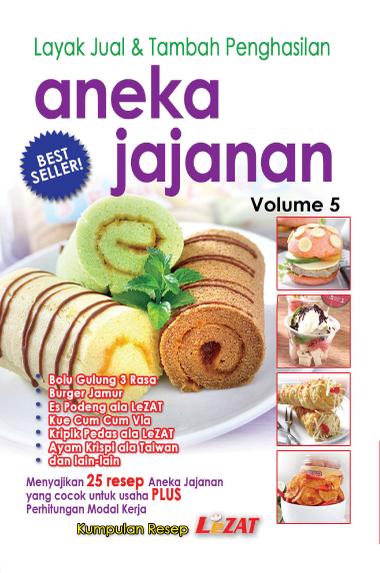 Layak Jual & Tambah Penghasilan
aneka
jajanan
BEST
SELLER!
Volume 5
• Bolu Gulung 3 Rasa
• Burger Jamur
• Es Podeng ala LeZAT
• Kue Cum Cum Vla
• Kripik Pedas ala LeZAT
• Ayam Krispi ala Taiwan
• dan lain-lain
Menyajikan 25 resep Aneka Jajanan
yang cocok untuk usaha PLUS
Perhitungan Modal Kerja
Kumpulan Resep LeZAT